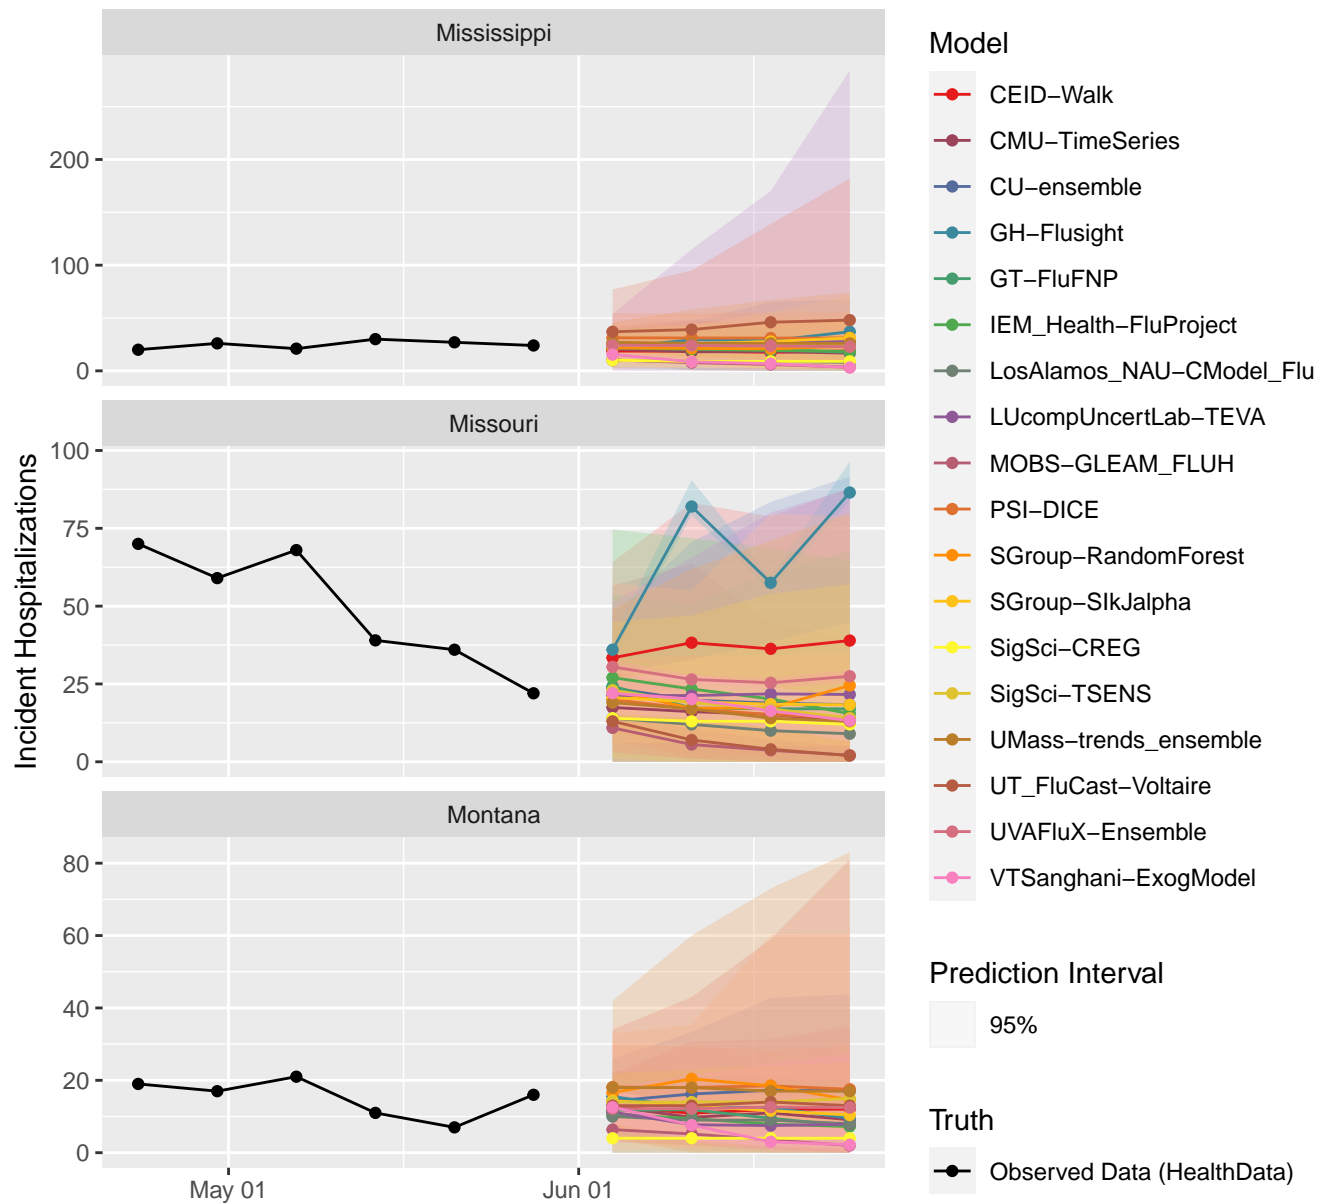 Mississippi
200
100
0
Missouri
100
75
50
25
0
Montana
80
60
40
20
0
May 01
Jun 01
Incident Hospitalizations
Model
CEID−Walk
CMU−TimeSeries
CU−ensemble
GH−Flusight
GT−FluFNP
IEM_Health−FluProject
LosAlamos_NAU−CModel_Flu
LUcompUncertLab−TEVA
MOBS−GLEAM_FLUH
PSI−DICE
SGroup−RandomForest
SGroup−SIkJalpha
SigSci−CREG
SigSci−TSENS
UMass−trends_ensemble
UT_FluCast−Voltaire
UVAFluX−Ensemble
VTSanghani−ExogModel
Prediction Interval
95%
Truth
Observed Data (HealthData)